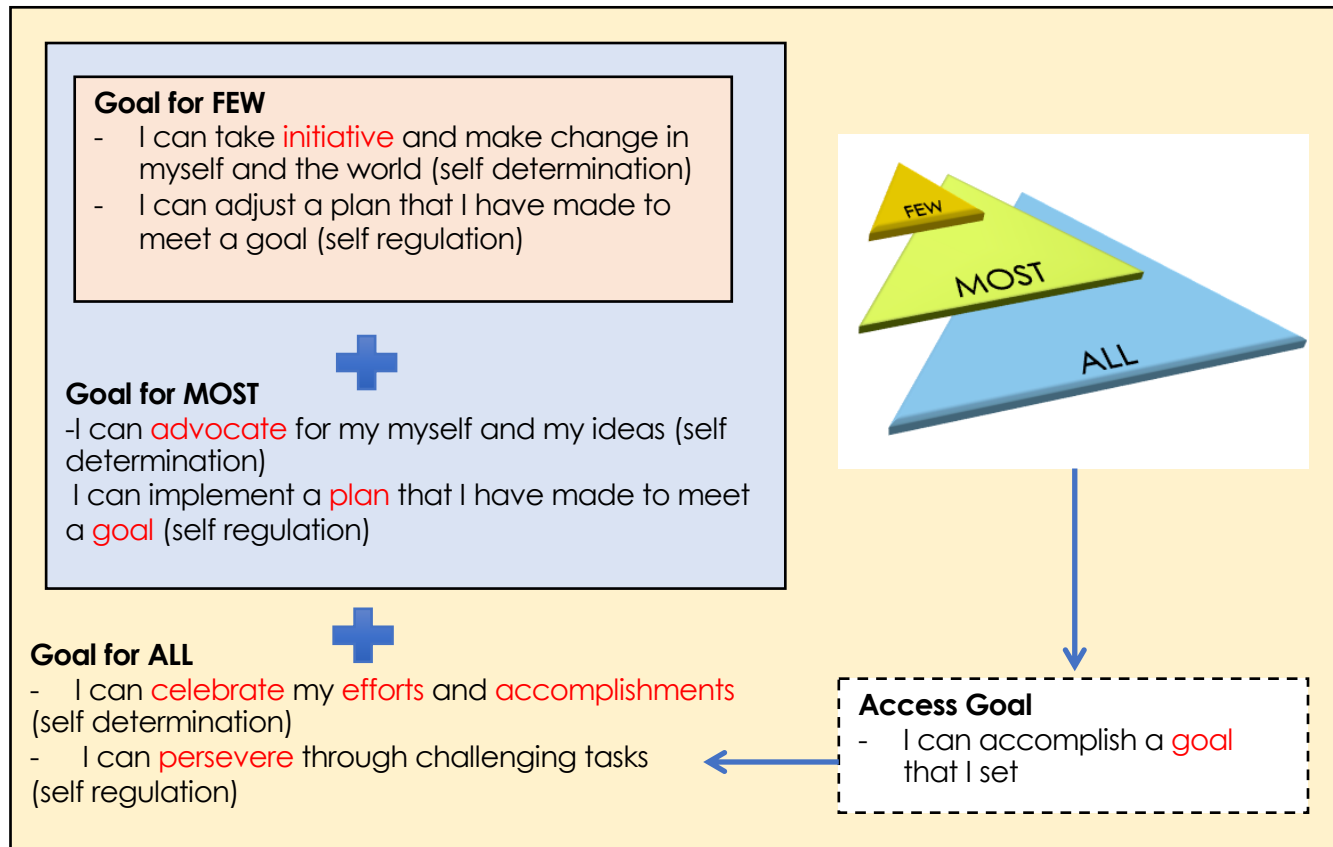 Goal for FEW
- I can take initiative and make change in
myself and the world (self determination)
- I can adjust a plan that I have made to
meet a goal (self regulation)
Goal for MOST
-I can advocate for my myself and my ideas (self
determination)
I can implement a plan that I have made to meet
a goal (self regulation)
Goal for ALL
- I can celebrate my efforts and accomplishments
(self determination)
- I can persevere through challenging tasks
(self regulation)
FEW
MOST
ALL
Access Goal
- I can accomplish a goal
that I set